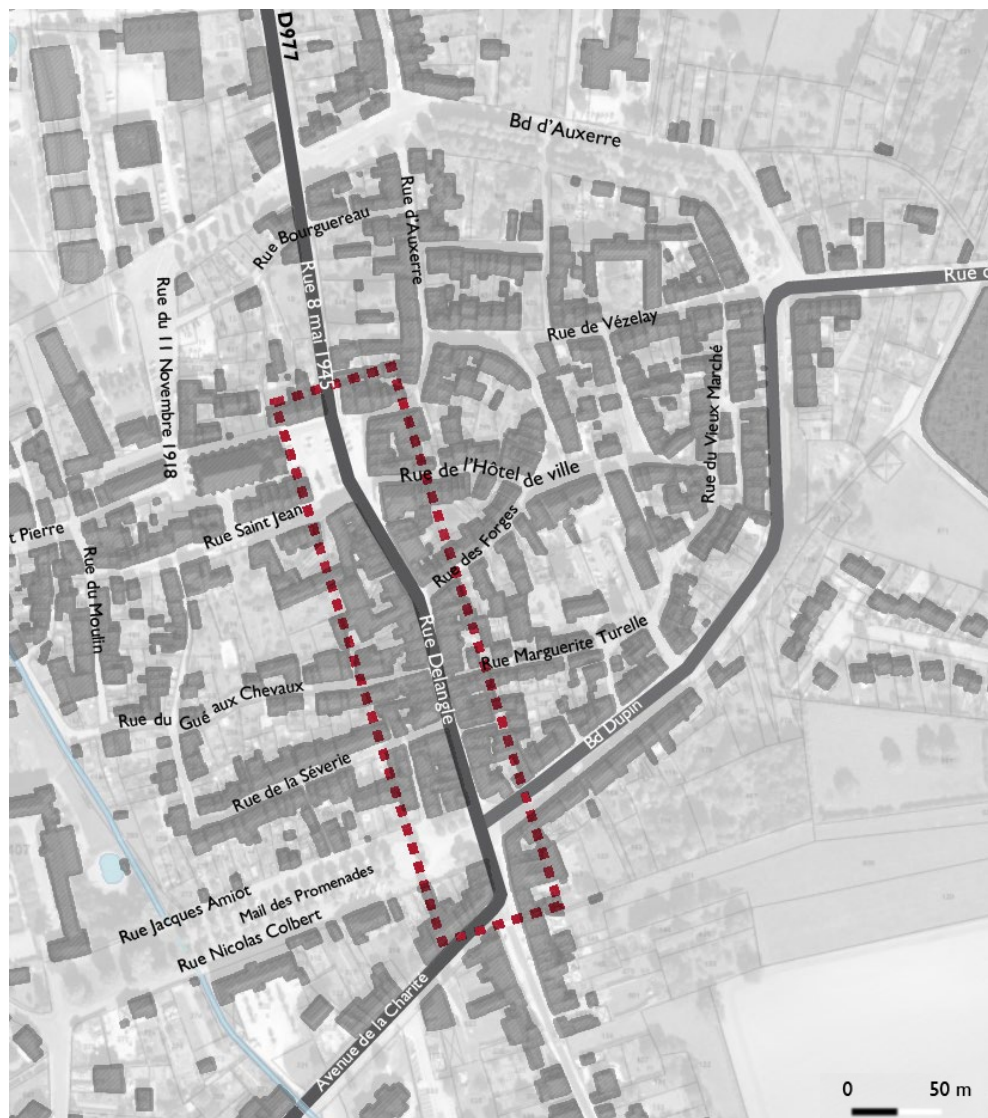 D977
Bd d'Auxerre
Rue d'Auxerre
Rue Bourguereau
Rue 8 mai 1945
Rue d
Rue du 11 Novembre 1918
Rue de Vézelay
Rue du Vieux Marché
Rue de l'Hôtel de ville
Rue Saint Jean
t Pierre
Rue des Forges
Rue du Moulin
Rue Delangle
Rue Marguerite Turelle
Rue du Gué aux Chevaux
Bd Dupin
Rue de la Séverie
Rue Jacques Amiot
Mail des Promenades
Rue Nicolas Colbert
Avenue de la Charité
0 50 m